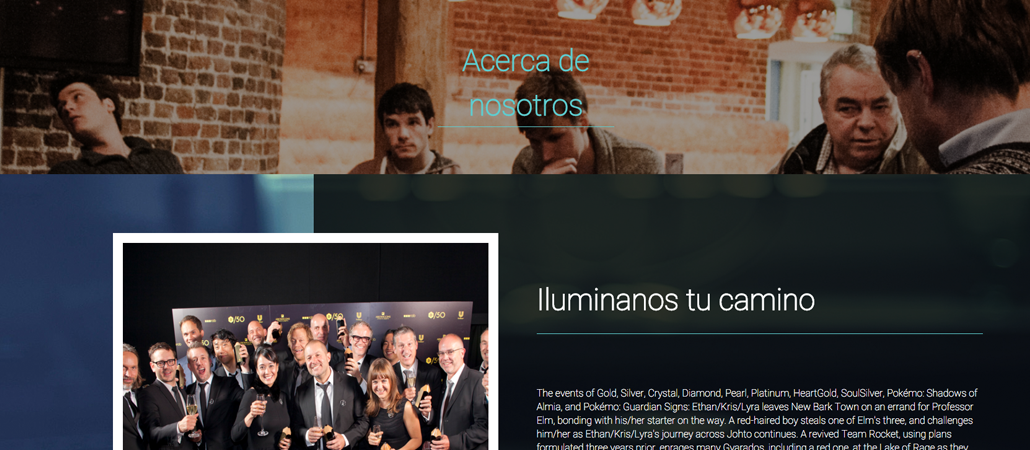 Acerca de
nosotros
Iluminanos tu camino
The events of Gold, Silver, Crystal, Diamond, Pearl, Platinum, HeartGold, SoulSilver, Pokémo: Shadows of
Almia, and Pokémo: Guardian Signs: Ethan/Kris/Lyra leaves New Bark Town on an errand for Professor
Elm, bonding with his/her starter on the way. A red-haired boy steals one of Elm's three, and challenges
him/her as Ethan/Kris/Lyra's journey across Johto continues. A revived Team Rocket, using plans
formulated three years prior, enrages many Gyarados, including a red one, at the Lake of Rage as they